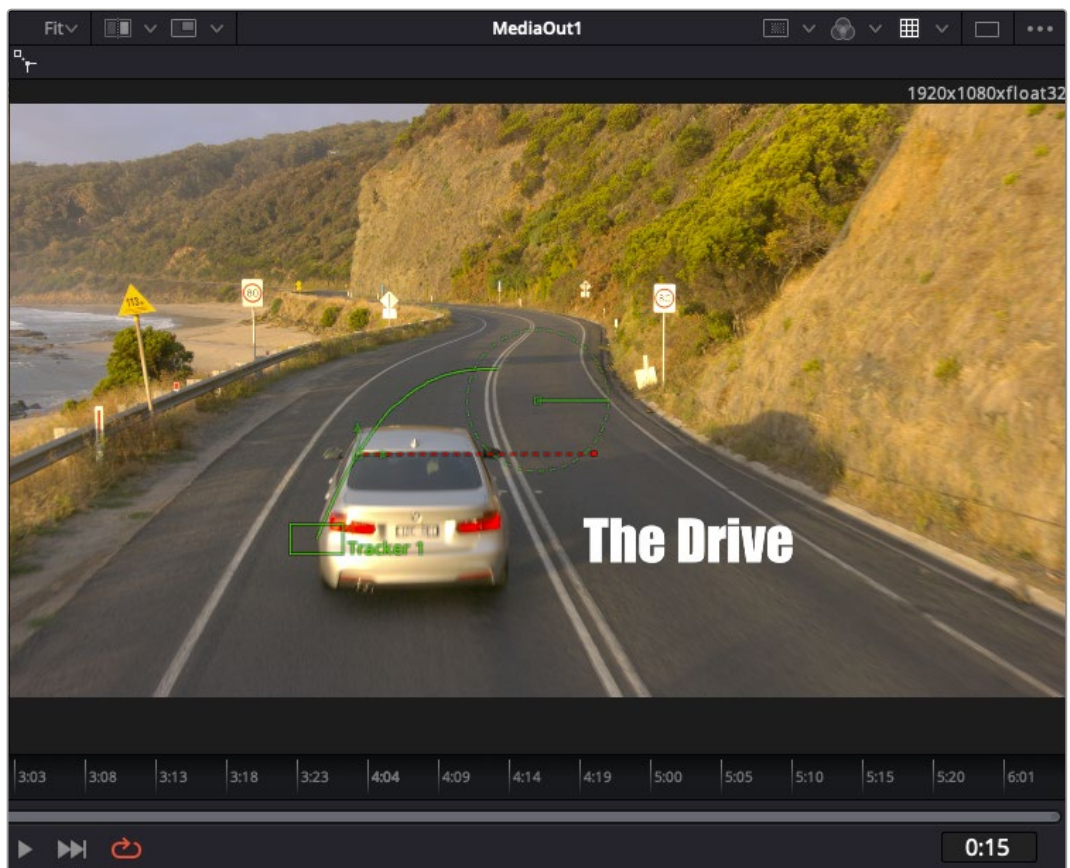 Fit
MediaOut1
1920x1080xfloat32
80
80
Tracker 1
The Drive
3:03 3:08 3:13 3:18 3:23 4:04 4:09 4:14 4:19 5:00 5:05 5:10 5:15 5:20 6:01
0:15